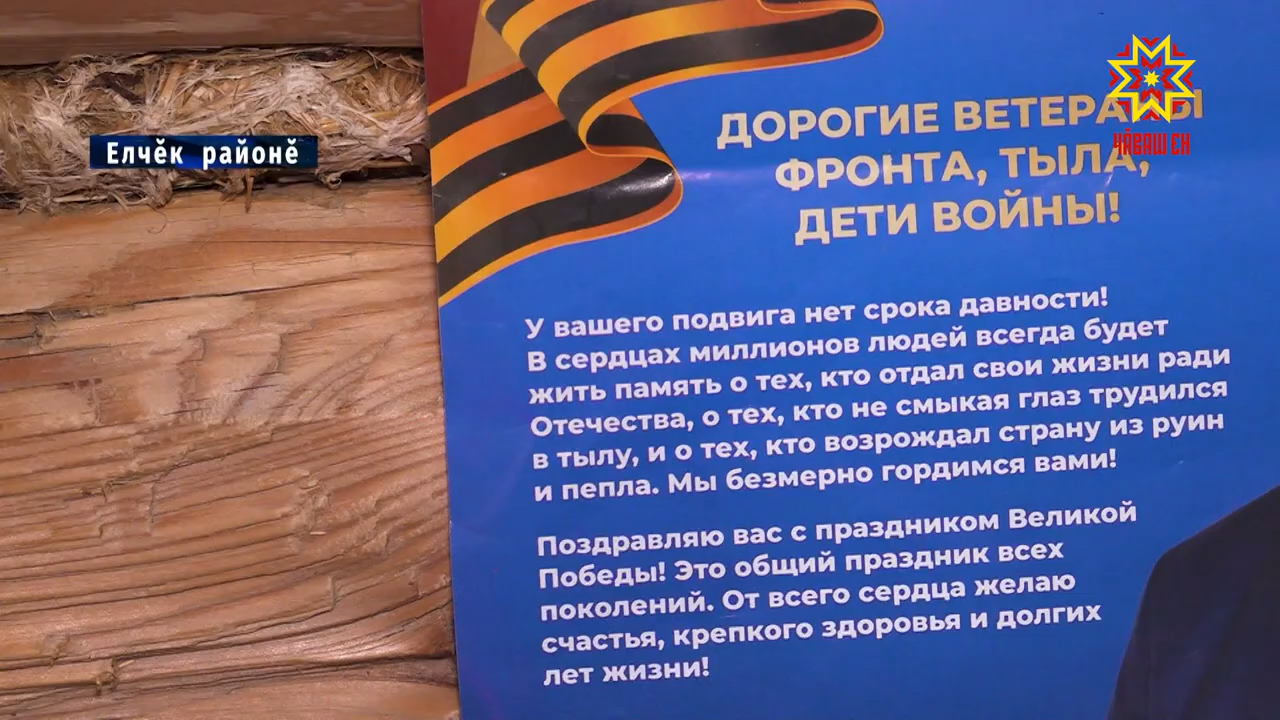 Елчӗк районӗ
ЧӐВАШ ЕН
ДОРОГИЕ ВЕТЕРАНЫ
ФРОНТА, ТЫЛА,
ДЕТИ ВОЙНЫ!
У вашего подвига нет срока давности!
В сердцах миллионов людей всегда будет
жить память о тех, кто отдал свои жизни ради
Отечества, о тех, кто не смыкая глаз трудился
в тылу, и о тех, кто возрождал страну из руин
и пепла. Мы безмерно гордимся вами!
Поздравляю вас с праздником Великой
Победы! Это общий праздник всех
поколений. От всего сердца желаю
счастья, крепкого здоровья и долгих
лет жизни!